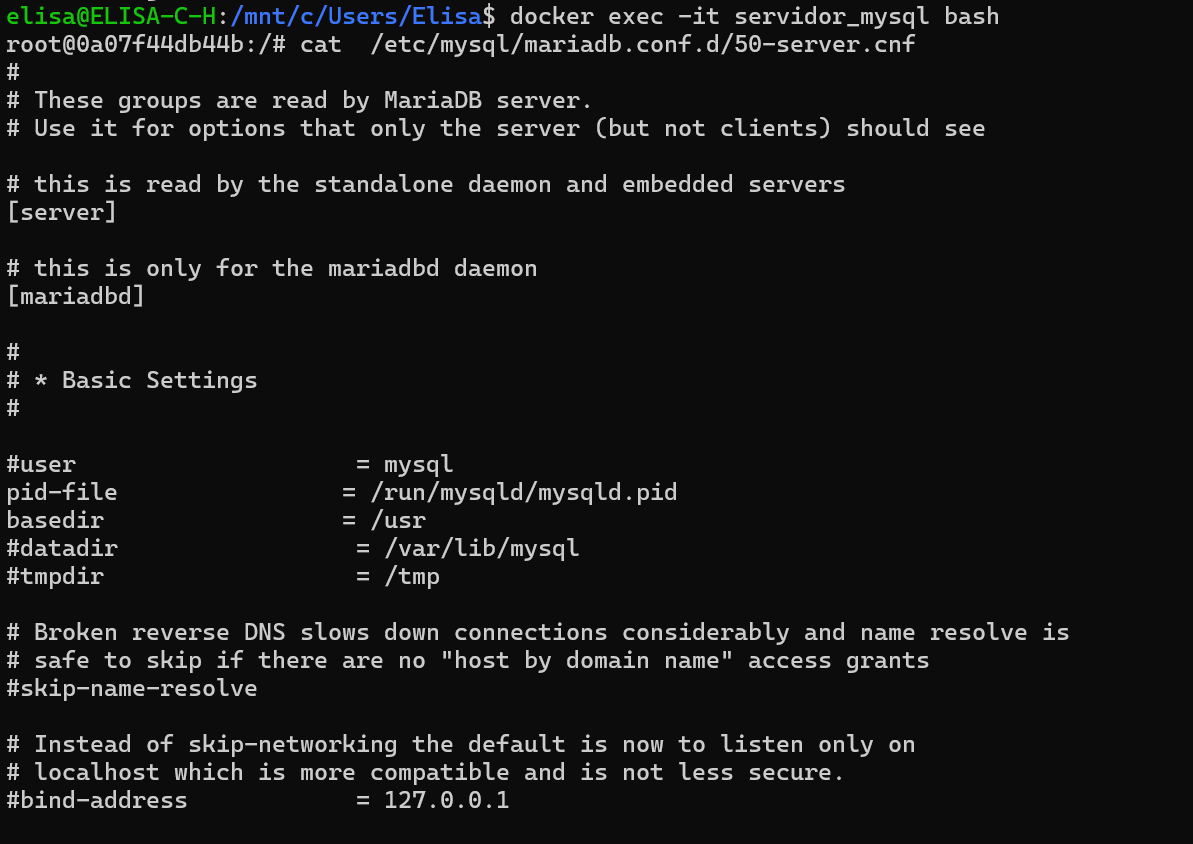 elisa@ELISA-C-H:/mnt/c/Users/Elisa$ docker exec -it servidor_mysql bash
root@0a07f44db44b:/# cat  /etc/mysql/mariadb.conf.d/50-server.cnf
#
# These groups are read by MariaDB server.
# Use it for options that only the server (but not clients) should see

# this is read by the standalone daemon and embedded servers
[server]

# this is only for the mariadbd daemon
[mariadbd]

#
# * Basic Settings
#

#user                    = mysql
pid-file                = /run/mysqld/mysqld.pid
basedir                 = /usr
#datadir                 = /var/lib/mysql
#tmpdir                  = /tmp

# Broken reverse DNS slows down connections considerably and name resolve is
# safe to skip if there are no "host by domain name" access grants
#skip-name-resolve

# Instead of skip-networking the default is now to listen only on
# localhost which is more compatible and is not less secure.
#bind-address            = 127.0.0.1